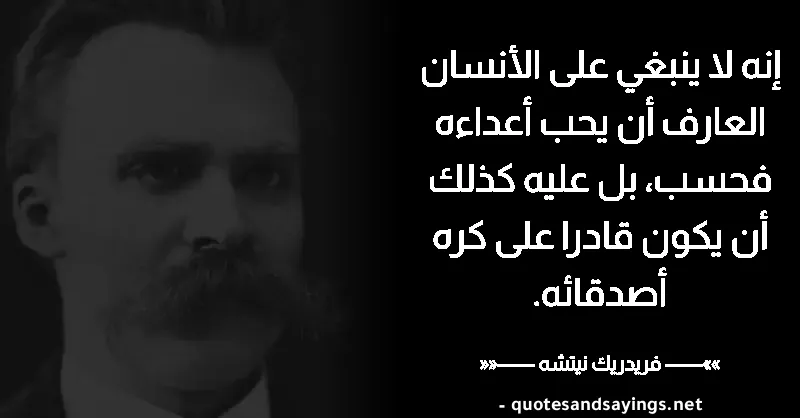 إنه لا ينبغي على الأنسان
العارف أن يحب أعداءه
فحسب، بل عليه كذلك
أن يكون قادرا على كره
أصدقائه.
»»—— فريدريك نيتشه ——««
- quotesandsayings.net